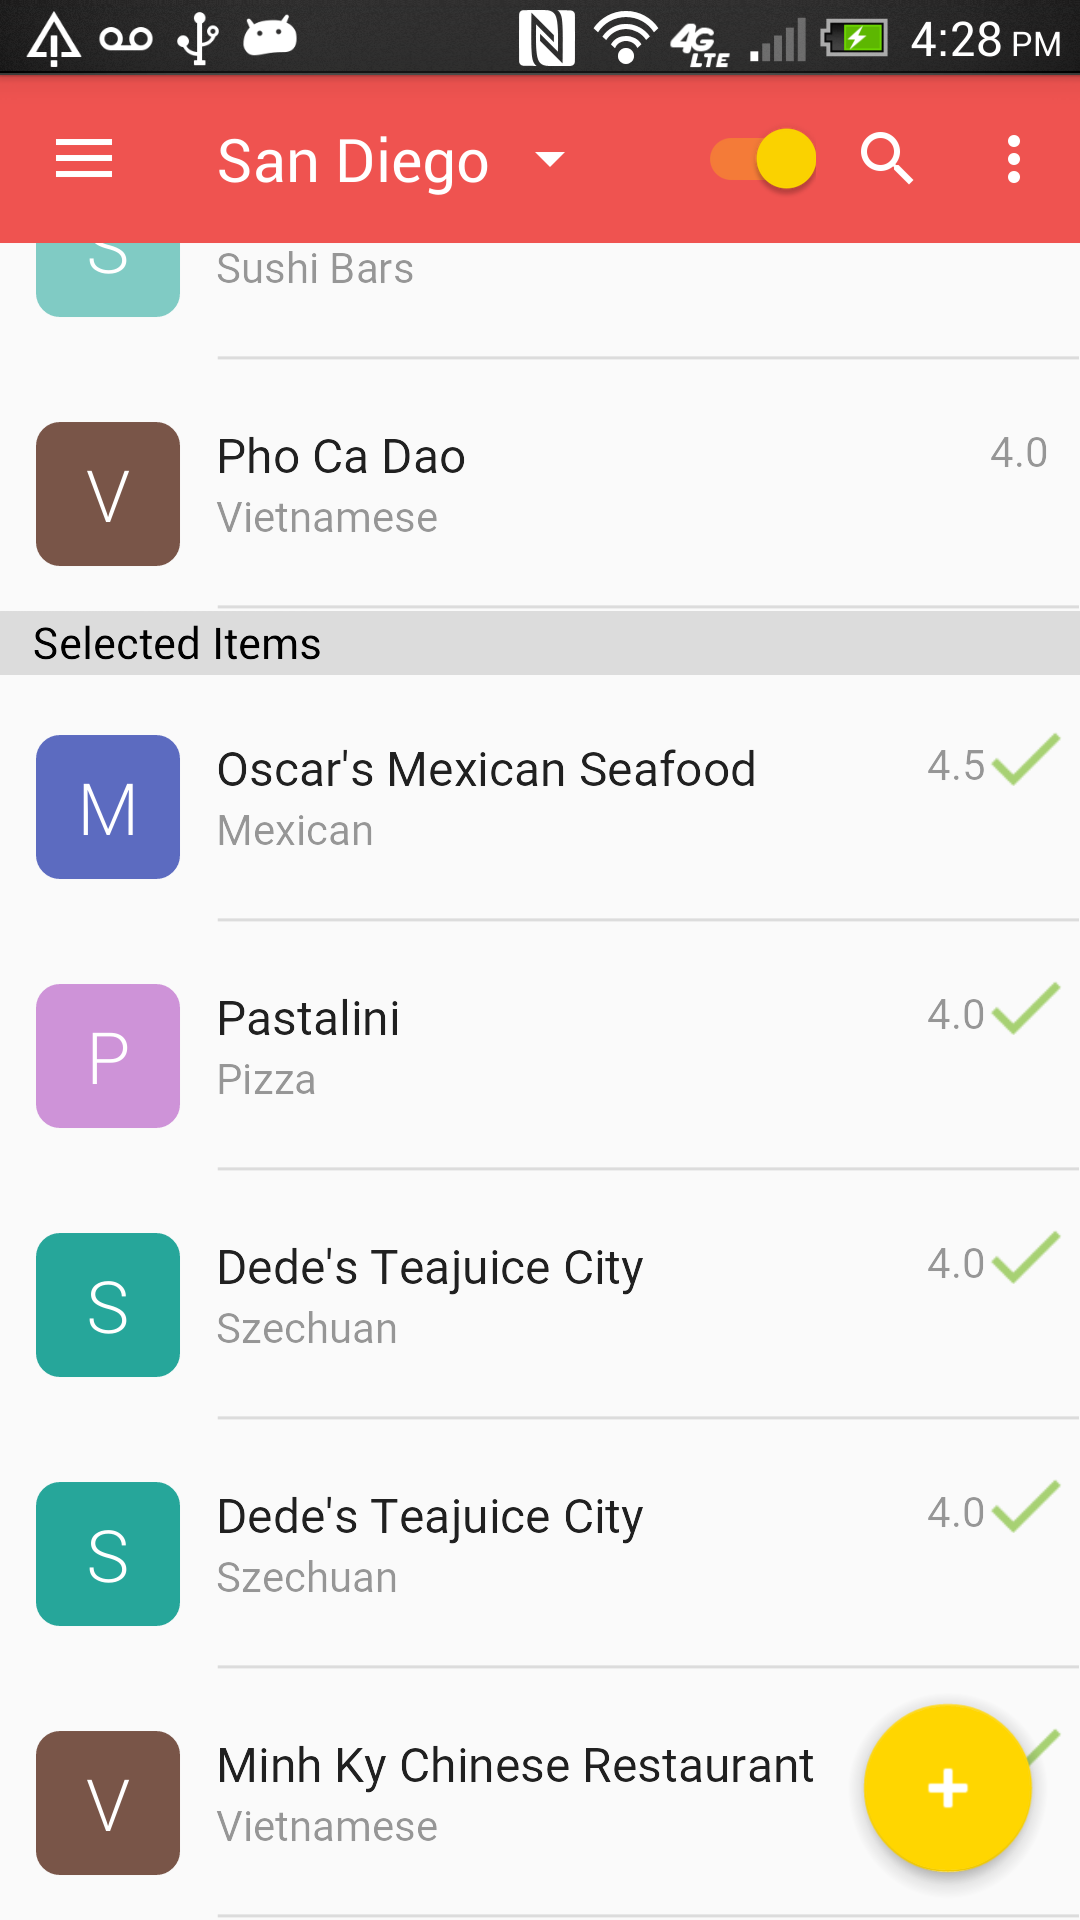 4G LTE 4:28 PM
San Diego
S
Sushi Bars
V
Pho Ca Dao 4.0
Vietnamese
Selected Items
M
Oscar's Mexican Seafood 4.5
Mexican
P
Pastalini 4.0
Pizza
S
Dede's Teajuice City 4.0
Szechuan
S
Dede's Teajuice City 4.0
Szechuan
V
Minh Ky Chinese Restaurant
Vietnamese